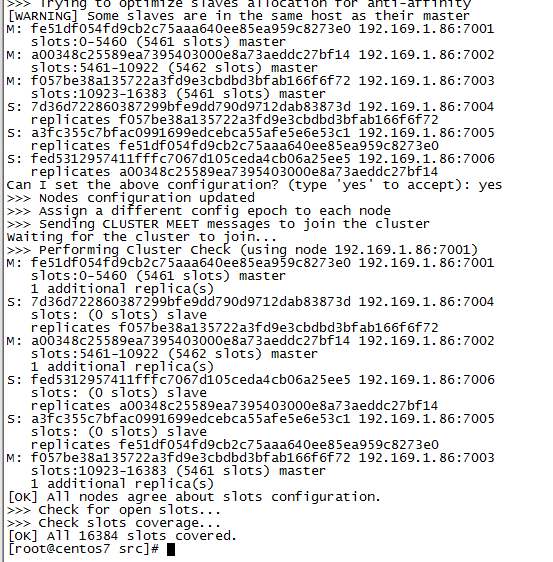 >>> Trying to optimize slaves allocation for anti-affinity
[WARNING] Some slaves are in the same host as their master
M: fe51df054fd9cb2c75aaa640ee85ea959c8273e0 192.169.1.86:7001
   slots:0-5460 (5461 slots) master
M: a00348c25589ea7395403000e8a73aeddc27bf14 192.169.1.86:7002
   slots:5461-10922 (5462 slots) master
M: f057be38a135722a3fd9e3cbdbd3bfab166f6f72 192.169.1.86:7003
   slots:10923-16383 (5461 slots) master
S: 7d36d722860387299bfe9dd790d9712dab83873d 192.169.1.86:7004
   replicates f057be38a135722a3fd9e3cbdbd3bfab166f6f72
S: a3fc355c7bfac0991699edcebca55afe5e6e53c1 192.169.1.86:7005
   replicates fe51df054fd9cb2c75aaa640ee85ea959c8273e0
S: fed5312957411fffc7067d105ceda4cb06a25ee5 192.169.1.86:7006
   replicates a00348c25589ea7395403000e8a73aeddc27bf14
Can I set the above configuration? (type 'yes' to accept): yes
>>> Nodes configuration updated
>>> Assign a different config epoch to each node
>>> Sending CLUSTER MEET messages to join the cluster
Waiting for the cluster to join...
>>> Performing Cluster Check (using node 192.169.1.86:7001)
M: fe51df054fd9cb2c75aaa640ee85ea959c8273e0 192.169.1.86:7001
   slots:0-5460 (5461 slots) master
   1 additional replica(s)
S: 7d36d722860387299bfe9dd790d9712dab83873d 192.169.1.86:7004
   slots: (0 slots) slave
   replicates f057be38a135722a3fd9e3cbdbd3bfab166f6f72
M: a00348c25589ea7395403000e8a73aeddc27bf14 192.169.1.86:7002
   slots:5461-10922 (5462 slots) master
   1 additional replica(s)
S: fed5312957411fffc7067d105ceda4cb06a25ee5 192.169.1.86:7006
   slots: (0 slots) slave
   replicates a00348c25589ea7395403000e8a73aeddc27bf14
S: a3fc355c7bfac0991699edcebca55afe5e6e53c1 192.169.1.86:7005
   slots: (0 slots) slave
   replicates fe51df054fd9cb2c75aaa640ee85ea959c8273e0
M: f057be38a135722a3fd9e3cbdbd3bfab166f6f72 192.169.1.86:7003
   slots:10923-16383 (5461 slots) master
   1 additional replica(s)
[OK] All nodes agree about slots configuration.
>>> Check for open slots...
>>> Check slots coverage...
[OK] All 16384 slots covered.
[root@centos7 src]#